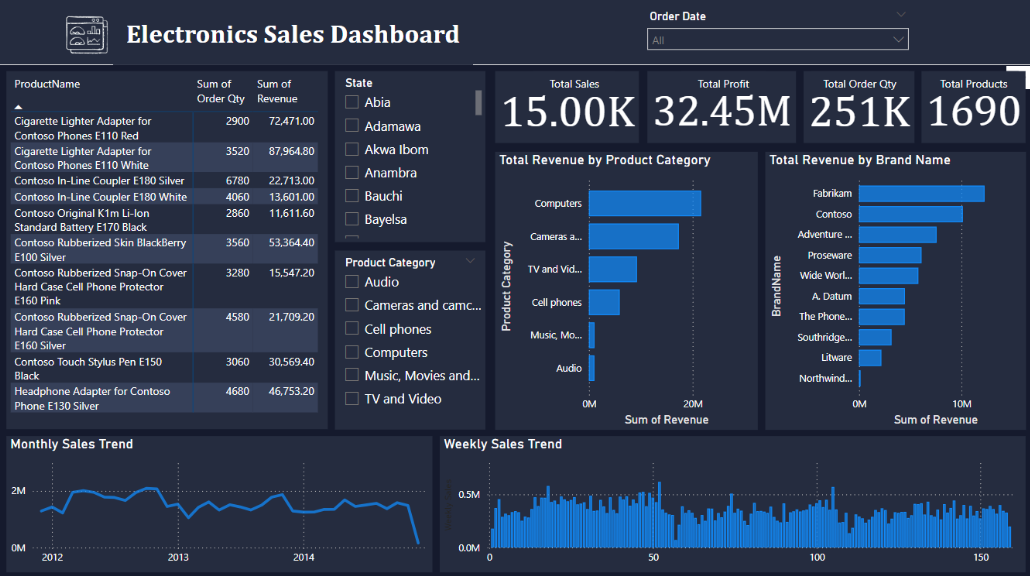 Electronics Sales Dashboard
Order Date
All
ProductName
Sum of
Order Qty
Sum of
Revenue
Cigarette Lighter Adapter for
Contoso Phones E110 Red
2900
72,471.00
Cigarette Lighter Adapter for
Contoso Phones E110 White
3520
87,964.80
Contoso In-Line Coupler E180 Silver
6780
22,713.00
Contoso In-Line Coupler E180 White
4060
13,601.00
Contoso Original K1m Li-Ion
Standard Battery E170 Black
2860
11,611.60
Contoso Rubberized Skin BlackBerry
E100 Silver
3560
53,364.40
Contoso Rubberized Snap-On Cover
Hard Case Cell Phone Protector
E160 Pink
3280
15,547.20
Contoso Rubberized Snap-On Cover
Hard Case Cell Phone Protector
E160 Silver
4580
21,709.20
Contoso Touch Stylus Pen E150
Black
3060
30,569.40
Headphone Adapter for Contoso
Phone E130 Silver
4680
46,753.20
State
Abia
Adamawa
Akwa Ibom
Anambra
Bauchi
Bayelsa
Product Category
Audio
Cameras and camc...
Cell phones
Computers
Music, Movies and...
TV and Video
Total Sales
15.00K
Total Profit
32.45M
Total Order Qty
251K
Total Products
1690
Total Revenue by Product Category
Product Category
Computers
Cameras a...
TV and Vid...
Cell phones
Music, Mo...
Audio
0M
20M
Sum of Revenue
Total Revenue by Brand Name
BrandName
Fabrikam
Contoso
Adventure ...
Proseware
Wide Worl...
A. Datum
The Phone...
Southridge...
Litware
Northwind...
0M
10M
Sum of Revenue
Monthly Sales Trend
2M
0M
2012
2013
2014
Weekly Sales Trend
0.5M
0.0M
0
50
100
150